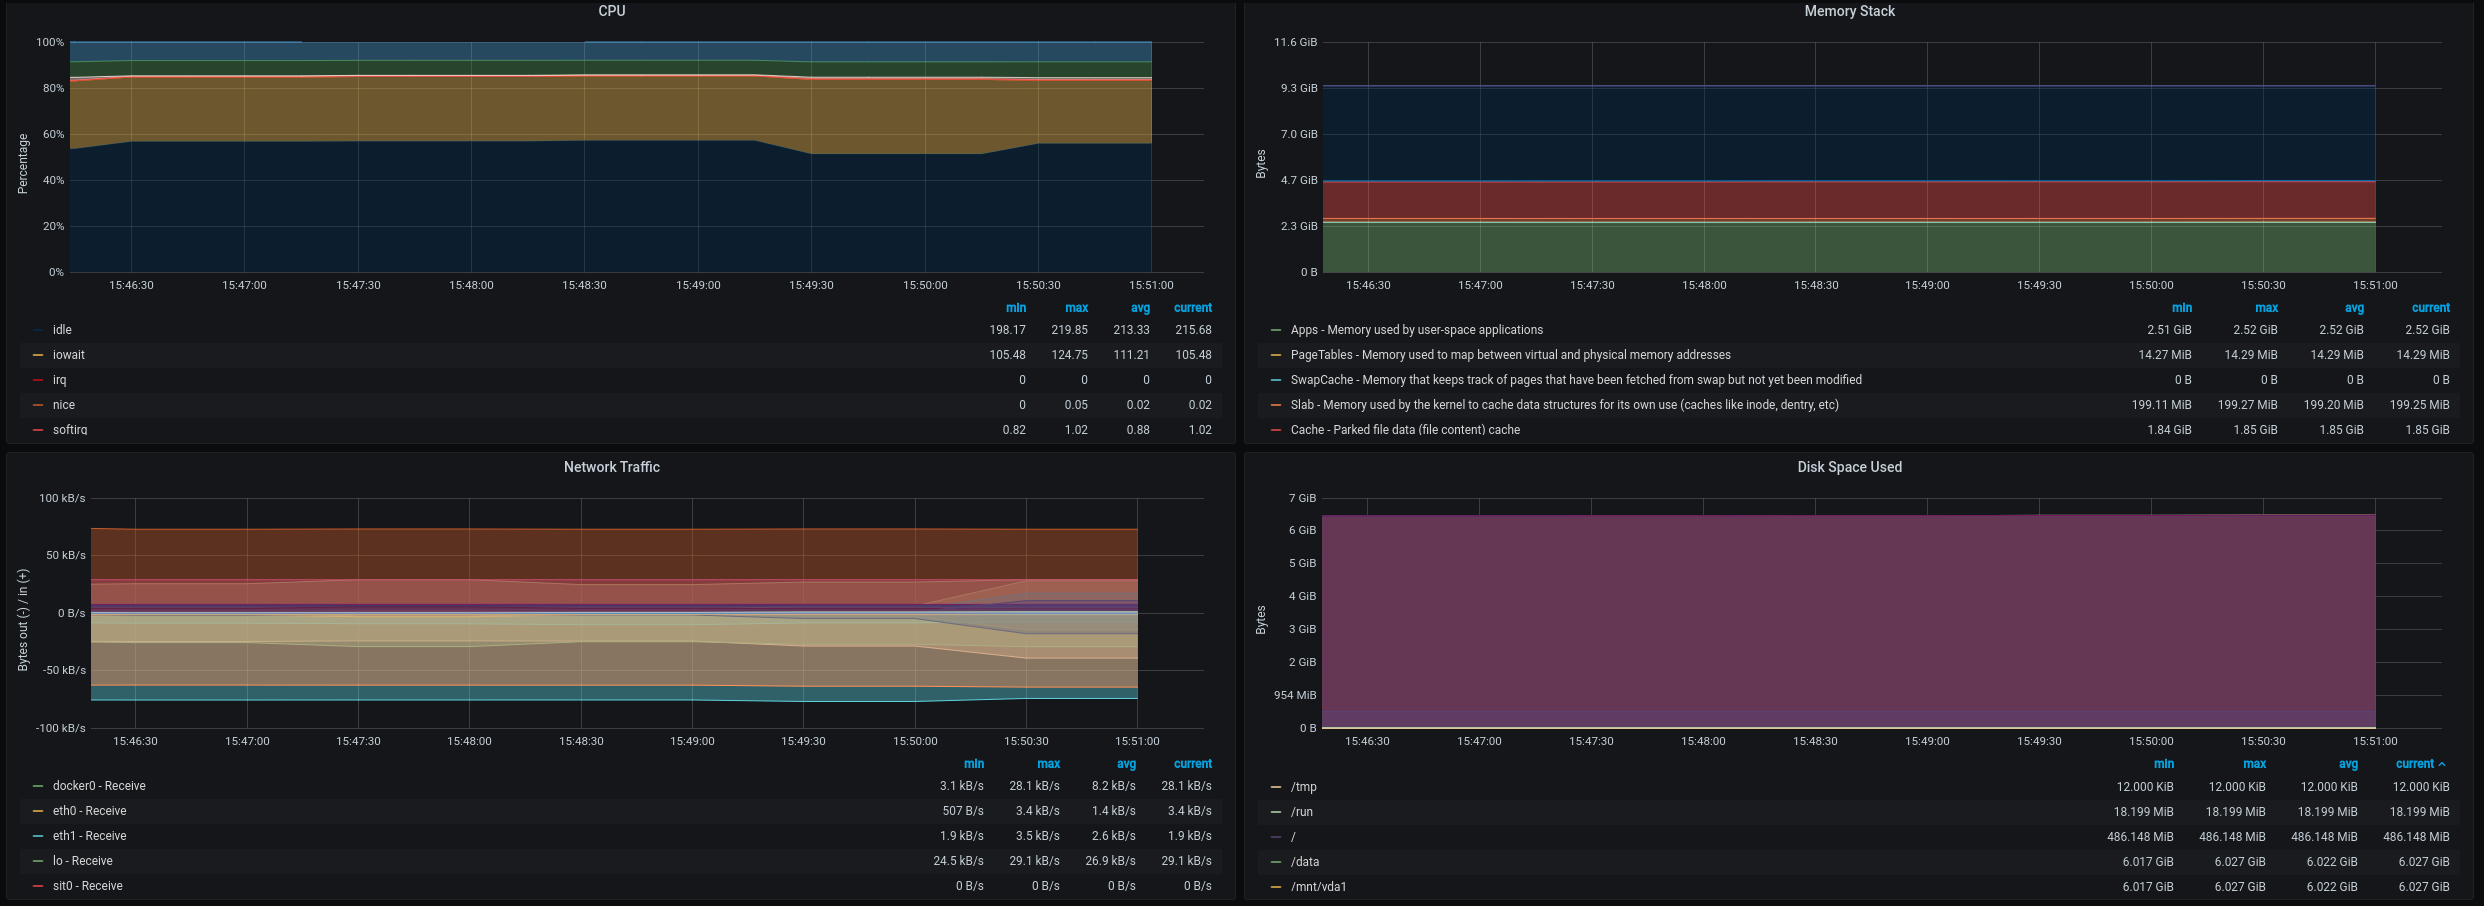 CPU
100%
80%
60%
40%
20%
0%
Percentage
15:46:30 15:47:00 15:47:30 15:48:00 15:48:30 15:49:00 15:49:30 15:50:00 15:50:30 15:51:00
min max avg current
idle 198.17 219.85 213.33 215.68
iowait 105.48 124.75 111.21 105.48
irq 0 0 0 0
nice 0 0.05 0.02 0.02
softirq 0.82 1.02 0.88 1.02
Memory Stack
11.6 GiB
9.3 GiB
7.0 GiB
4.7 GiB
2.3 GiB
0 B
Bytes
15:46:30 15:47:00 15:47:30 15:48:00 15:48:30 15:49:00 15:49:30 15:50:00 15:50:30 15:51:00
min max avg current
Apps - Memory used by user-space applications 2.51 GiB 2.52 GiB 2.52 GiB 2.52 GiB
PageTables - Memory used to map between virtual and physical memory addresses 14.27 MiB 14.29 MiB 14.29 MiB 14.29 MiB
SwapCache - Memory that keeps track of pages that have been fetched from swap but not yet been modified 0 B 0 B 0 B 0 B
Slab - Memory used by the kernel to cache data structures for its own use (caches like inode, dentry, etc) 199.11 MiB 199.27 MiB 199.20 MiB 199.25 MiB
Cache - Parked file data (file content) cache 1.84 GiB 1.85 GiB 1.85 GiB 1.85 GiB
Network Traffic
100 kB/s
50 kB/s
0 B/s
-50 kB/s
-100 kB/s
Bytes out (-) / in (+)
15:46:30 15:47:00 15:47:30 15:48:00 15:48:30 15:49:00 15:49:30 15:50:00 15:50:30 15:51:00
min max avg current
docker0 - Receive 3.1 kB/s 28.1 kB/s 8.2 kB/s 28.1 kB/s
eth0 - Receive 507 B/s 3.4 kB/s 1.4 kB/s 3.4 kB/s
eth1 - Receive 1.9 kB/s 3.5 kB/s 2.6 kB/s 1.9 kB/s
lo - Receive 24.5 kB/s 29.1 kB/s 26.9 kB/s 29.1 kB/s
sit0 - Receive 0 B/s 0 B/s 0 B/s 0 B/s
Disk Space Used
7 GiB
6 GiB
5 GiB
4 GiB
3 GiB
2 GiB
954 MiB
0 B
Bytes
15:46:30 15:47:00 15:47:30 15:48:00 15:48:30 15:49:00 15:49:30 15:50:00 15:50:30 15:51:00
min max avg current
/tmp 12.000 KiB 12.000 KiB 12.000 KiB 12.000 KiB
/run 18.199 MiB 18.199 MiB 18.199 MiB 18.199 MiB
/ 486.148 MiB 486.148 MiB 486.148 MiB 486.148 MiB
/data 6.017 GiB 6.027 GiB 6.022 GiB 6.027 GiB
/mnt/vda1 6.017 GiB 6.027 GiB 6.022 GiB 6.027 GiB